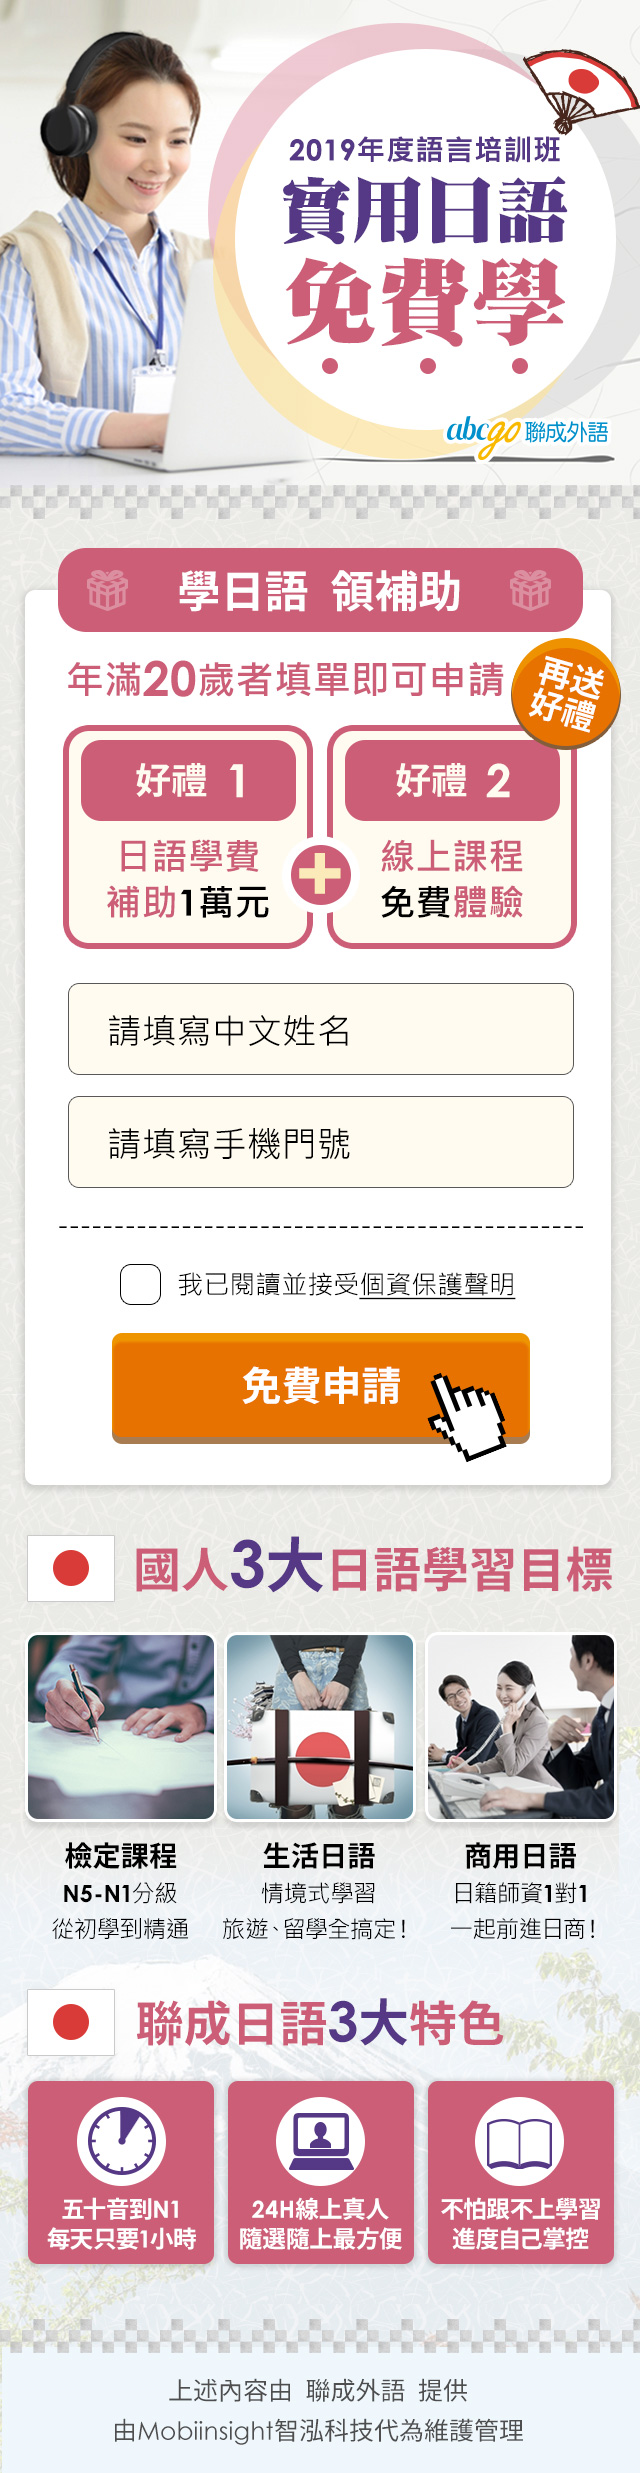 2019年度語言培訓班
實用日語
免費學
abcgo 聯成外語
學日語 領補助
年滿20歲者填單即可申請
再送
好禮
好禮 1
日語學費
補助1萬元
好禮 2
線上課程
免費體驗
請填寫中文姓名
請填寫手機門號
我已閱讀並接受個資保護聲明
免費申請
國人3大日語學習目標
檢定課程
N5-N1分級
從初學到精通
生活日語
情境式學習
旅遊、留學全搞定!
商用日語
日籍師資1對1
一起前進日商!
聯成日語3大特色
五十音到N1
每天只要1小時
24H線上真人
隨選隨上最方便
不怕跟不上學習
進度自己掌控
上述內容由 聯成外語 提供
由Mobiinsight智泓科技代為維護管理